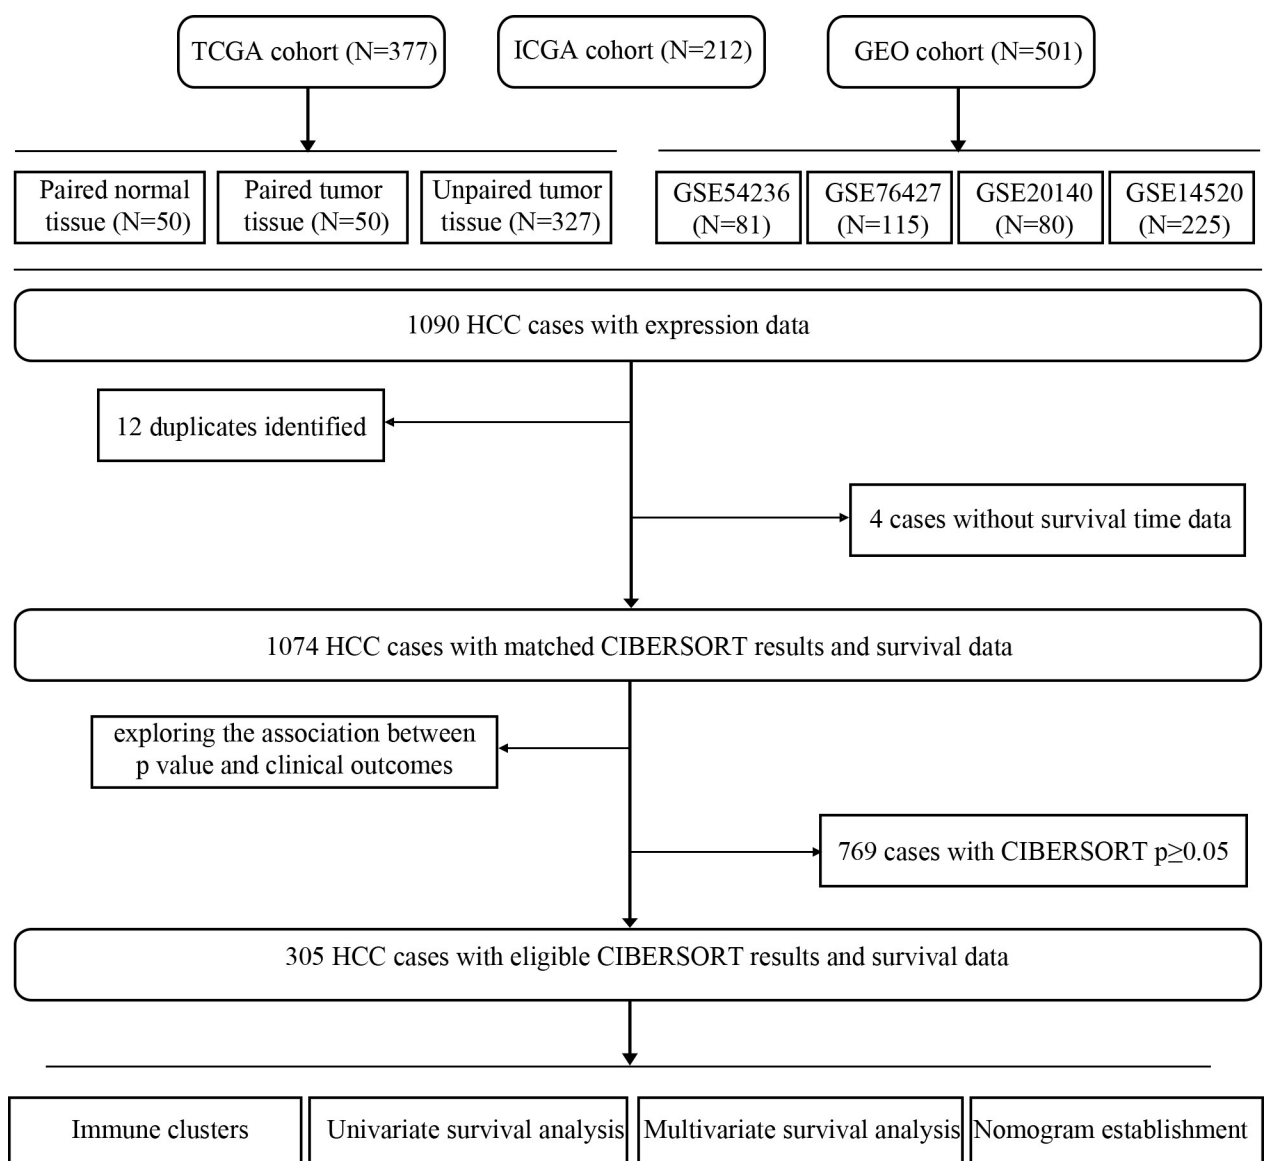 TCGA cohort (N=377)
ICGA cohort (N=212)
GEO cohort (N=501)
Paired normal
tissue (N=50)
Paired tumor
tissue (N=50)
Unpaired tumor
tissue (N=327)
GSE54236
(N=81)
GSE76427
(N=115)
GSE20140
(N=80)
GSE14520
(N=225)
1090 HCC cases with expression data
12 duplicates identified
4 cases without survival time data
1074 HCC cases with matched CIBERSORT results and survival data
exploring the association between
p value and clinical outcomes
769 cases with CIBERSORT p≥0.05
305 HCC cases with eligible CIBERSORT results and survival data
Immune clusters
Univariate survival analysis
Multivariate survival analysis
Nomogram establishment